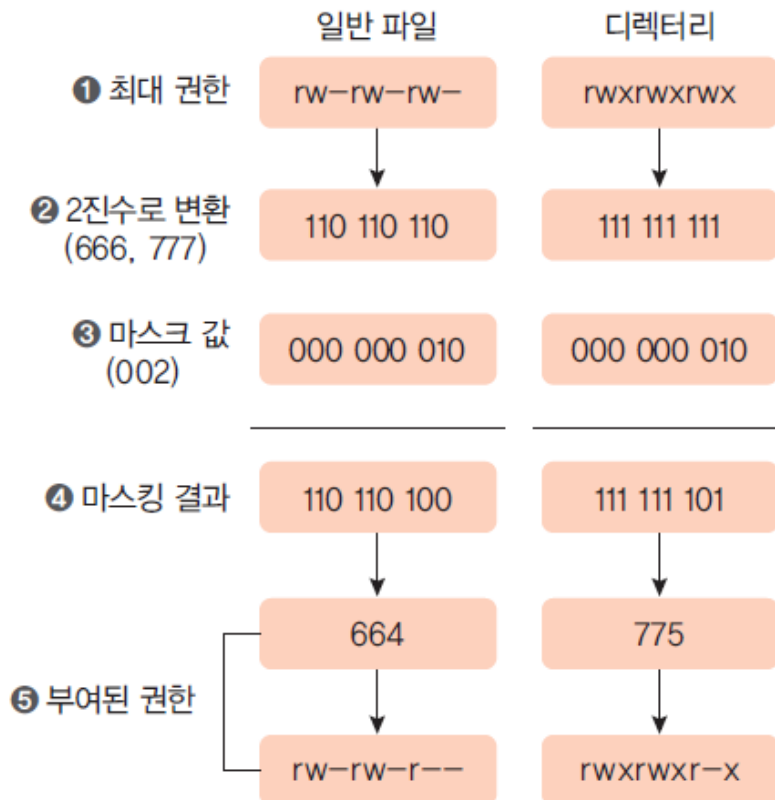 일반 파일 디렉터리
❶ 최대 권한 rw-rw-rw- rwxrwxrwx
❷ 2진수로 변환 110 110 110 111 111 111
(666, 777)
❸ 마스크 값 000 000 010 000 000 010
(002)
❹ 마스킹 결과 110 110 100 111 111 101
664 775
❺ 부여된 권한
rw-rw-r-- rwxrwxr-x